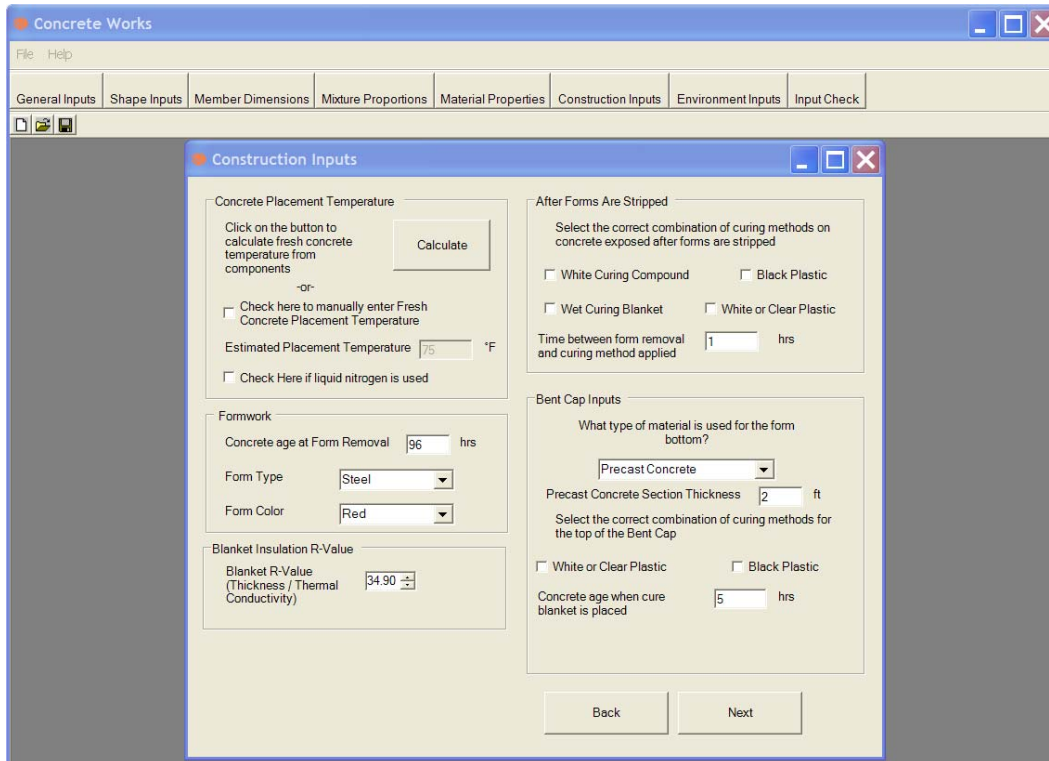 Concrete Works
File Help
General Inputs Shape Inputs Member Dimensions Mixture Proportions Material Properties Construction Inputs Environment Inputs Input Check
Construction Inputs
Concrete Placement Temperature
Click on the button to
calculate fresh concrete
temperature from
components
Calculate
-or-
Check here to manually enter Fresh
Concrete Placement Temperature
Estimated Placement Temperature 75 °F
Check Here if liquid nitrogen is used
Formwork
Concrete age at Form Removal 96 hrs
Form Type Steel
Form Color Red
Blanket Insulation R-Value
Blanket R-Value
(Thickness / Thermal
Conductivity)
34.90
After Forms Are Stripped
Select the correct combination of curing methods on
concrete exposed after forms are stripped
White Curing Compound Black Plastic
Wet Curing Blanket White or Clear Plastic
Time between form removal
and curing method applied
1 hrs
Bent Cap Inputs
What type of material is used for the form
bottom?
Precast Concrete
Precast Concrete Section Thickness 2 ft
Select the correct combination of curing methods for
the top of the Bent Cap
White or Clear Plastic Black Plastic
Concrete age when cure
blanket is placed
5 hrs
Back Next